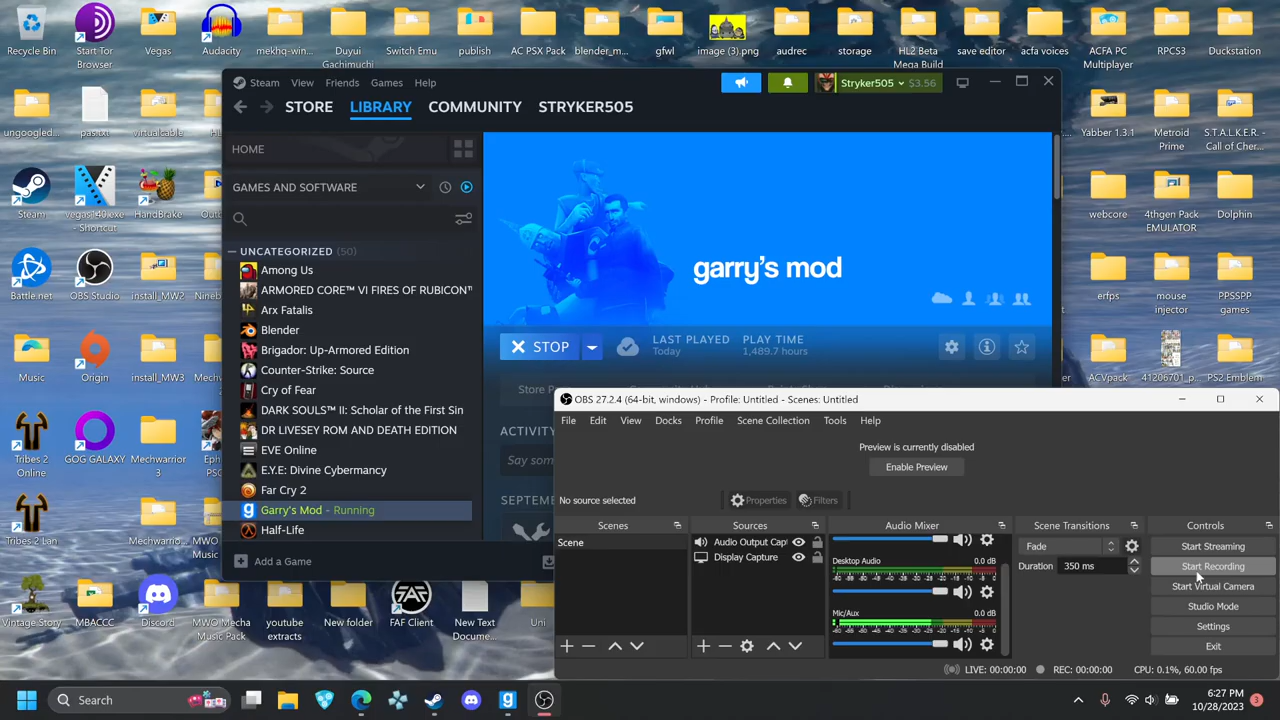 Recycle Bin
Start Tor Browser
Vegas
Audacity
mekhq-win...
Duyui Gachimuchi
Switch Emu
publish
AC PSX Pack
blender_m...
gfwl
image (3).png
audrec
storage
HL2 Beta Mega Build
save editor
acfa voices
ACFA PC Multiplayer
RPCS3
Duckstation
ungoogled...
past.txt
virtualcable
Yabber 1.3.1
Metroid Prime
S.T.A.L.K.E.R. - Call of Cher...
Steam
vegas140.exe - Shortcut
HandBrake
webcore
4thgen Pack EMULATOR
Dolphin
Battle.net
OBS Studio
install_MW2
erfps
mouse injector
PPSSPP games
Music
Origin
install_MW3
ACVpack
41206701_p...
PS2 Emblem
Tribes 2 Online
GOG GALAXY
Mechwarrior 3
Tribes 2 Lan
MWO Mecha Music Pack
Vintage Story
MBACCC
Discord
youtube extracts
New folder
FAF Client
New Text Docume...
Uni
Steam View Friends Games Help
Stryker505 $3.56
STORE LIBRARY COMMUNITY STRYKER505
HOME
GAMES AND SOFTWARE
UNCATEGORIZED (50)
Among Us
ARMORED CORE™ VI FIRES OF RUBICON™
Arx Fatalis
Blender
Brigador: Up-Armored Edition
Counter-Strike: Source
Cry of Fear
DARK SOULS™ II: Scholar of the First Sin
DR LIVESEY ROM AND DEATH EDITION
EVE Online
E.Y.E: Divine Cybermancy
Far Cry 2
Garry's Mod - Running
Half-Life
Add a Game
garry's mod
STOP
LAST PLAYED
Today
PLAY TIME
1,489.7 hours
Say som
OBS 27.2.4 (64-bit, windows) - Profile: Untitled - Scenes: Untitled
File Edit View Docks Profile Scene Collection Tools Help
Preview is currently disabled
Enable Preview
No source selected
Properties
Filters
Scenes
Scene
Sources
Audio Output Cap
Display Capture
Audio Mixer
Desktop Audio 0.0 dB
Mic/Aux 0.0 dB
Scene Transitions
Fade
Duration 350 ms
Controls
Start Streaming
Start Recording
Start Virtual Camera
Studio Mode
Settings
Exit
LIVE: 00:00:00 REC: 00:00:00 CPU: 0.1%, 60.00 fps
Search
6:27 PM
10/28/2023
3